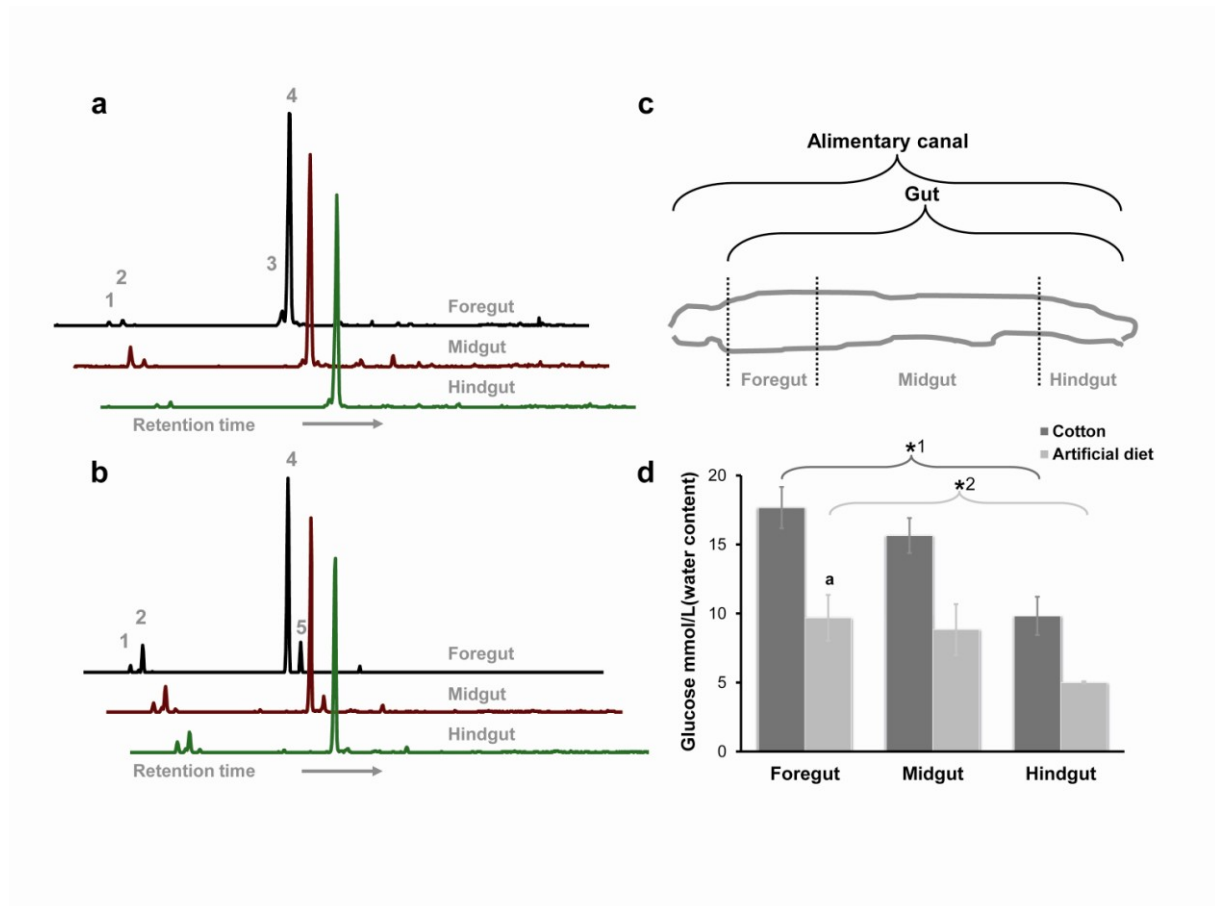 a
4
3
2
1
Foregut
Midgut
Hindgut
Retention time
b
4
5
2
1
Foregut
Midgut
Hindgut
Retention time
c
Alimentary canal
Gut
Foregut Midgut Hindgut
d
Cotton
Artificial diet
*1
*2
a
Glucose mmol/L(water content)
20
15
10
5
0
Foregut Midgut Hindgut